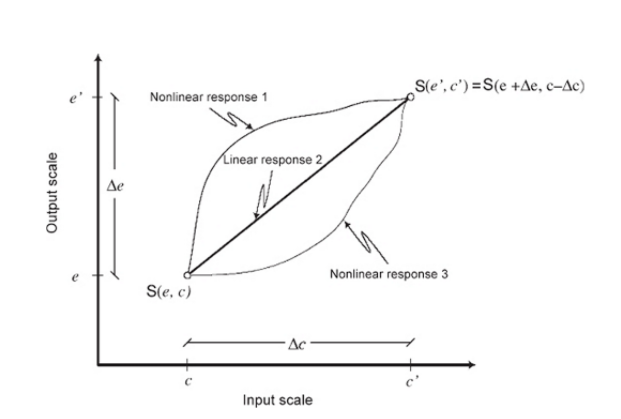 S(e', c') = S(e +Δe, c–Δc)
e'
Nonlinear response 1
Linear response 2
Output scale
Δe
Nonlinear response 3
e
S(e, c)
Δc
c
c'
Input scale